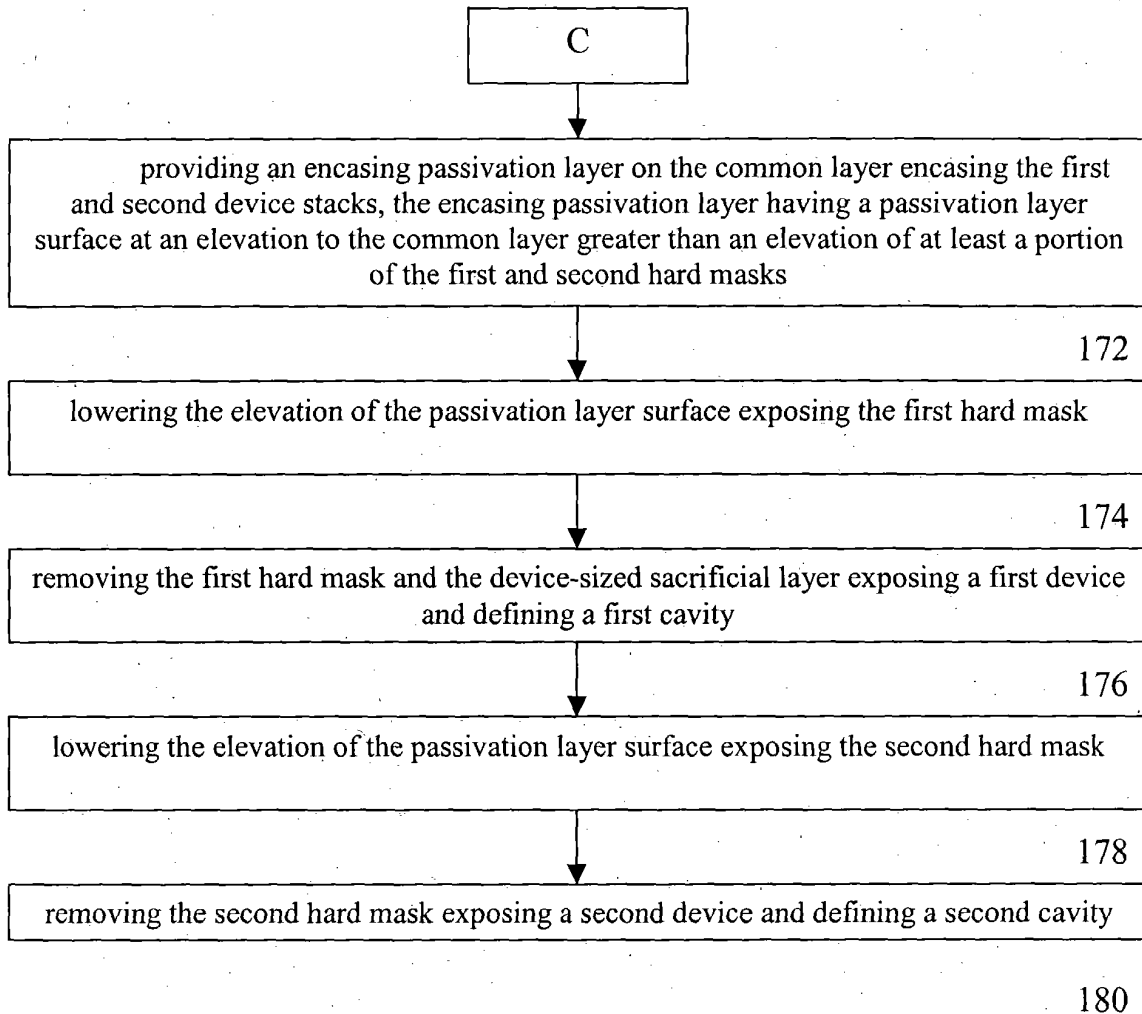 C
providing an encasing passivation layer on the common layer encasing the first
and second device stacks, the encasing passivation layer having a passivation layer
surface at an elevation to the common layer greater than an elevation of at least a portion
of the first and second hard masks
172
lowering the elevation of the passivation layer surface exposing the first hard mask
174
removing the first hard mask and the device-sized sacrificial layer exposing a first device
and defining a first cavity
176
lowering the elevation of the passivation layer surface exposing the second hard mask
178
removing the second hard mask exposing a second device and defining a second cavity
180